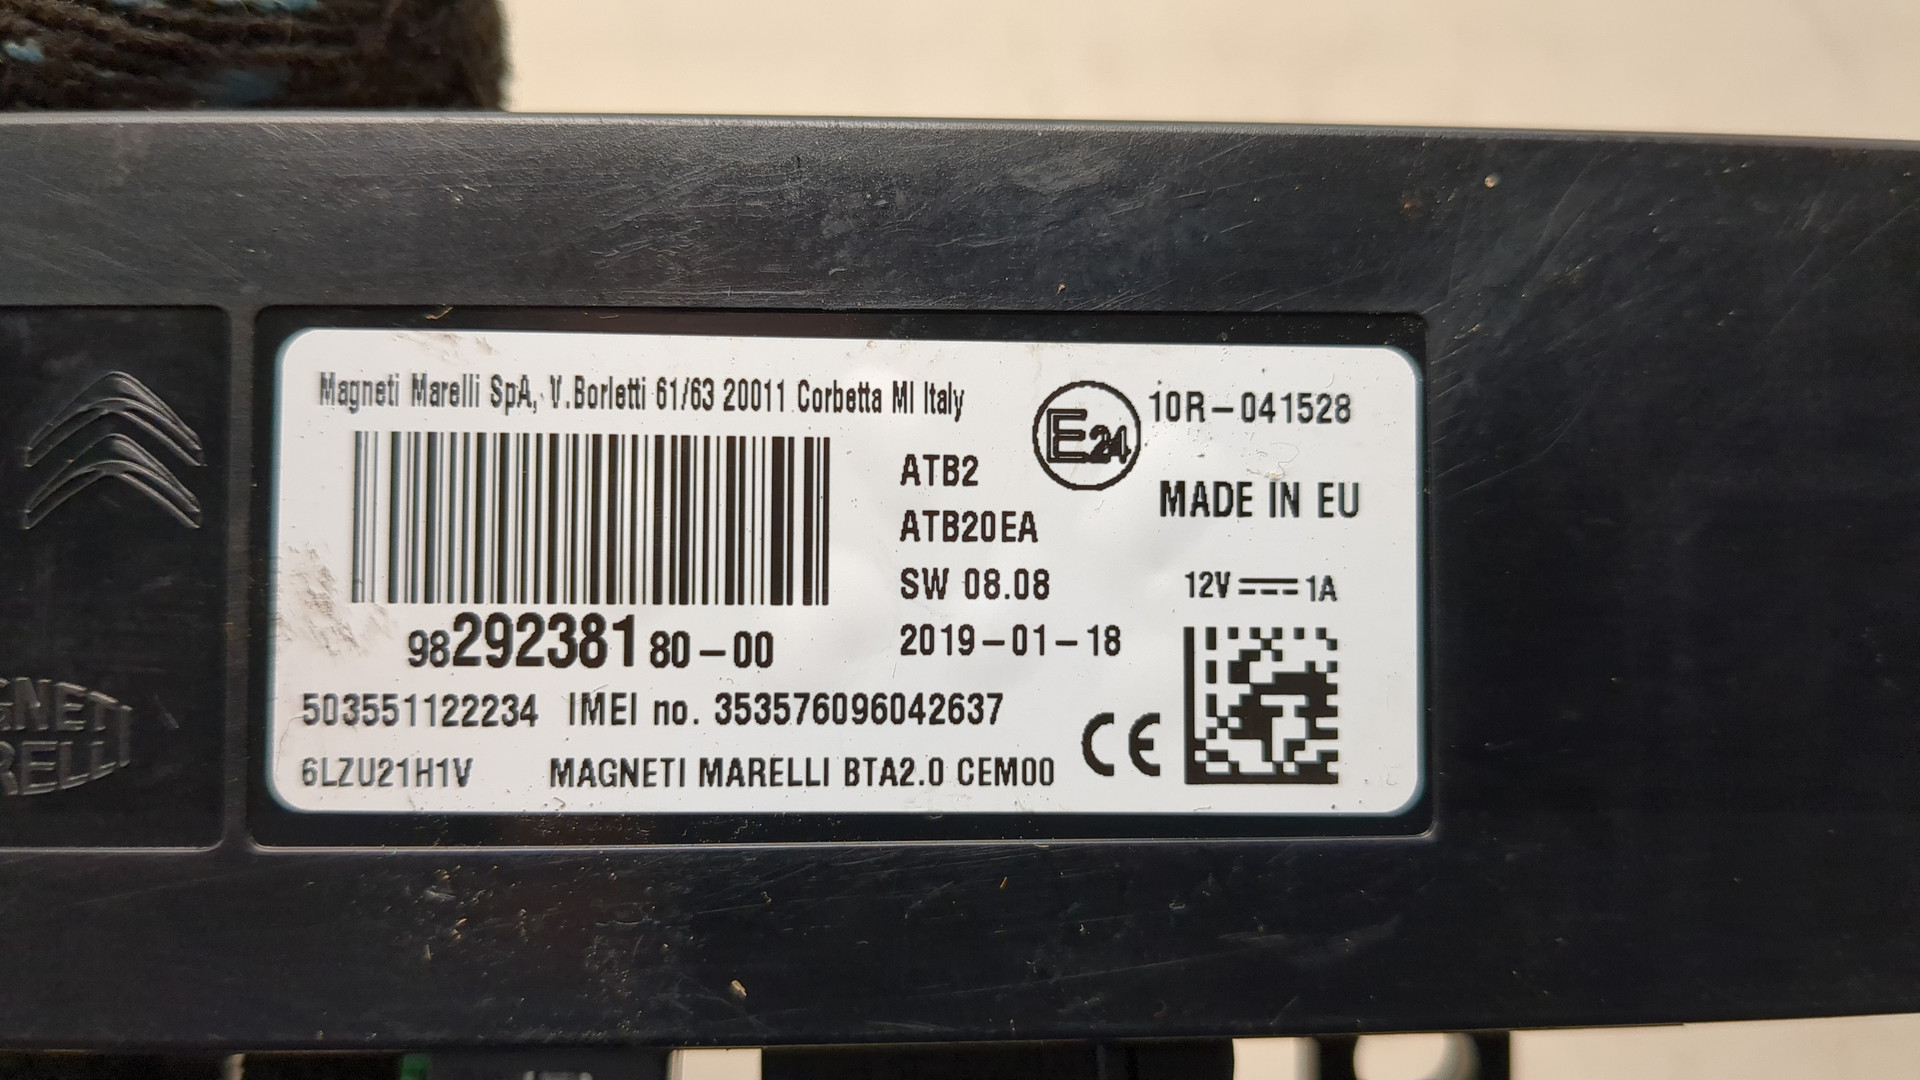 Magneti Marelli SpA, V.Borletti 61/63 20011 Corbetta MI Italy
E24
10R-041528
ATB2
MADE IN EU
ATB20EA
SW 08.08
12V 1A
9829238180-00
2019-01-18
503551122234 IMEI no. 353576096042637
CE
6LZU21H1V MAGNETI MARELLI BTA2.0 CEM00